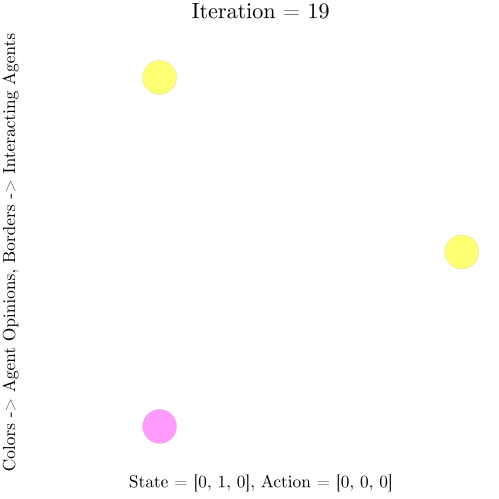 Iteration = 19
Colors -> Agent Opinions, Borders -> Interacting Agents
State = [0, 1, 0], Action = [0, 0, 0]